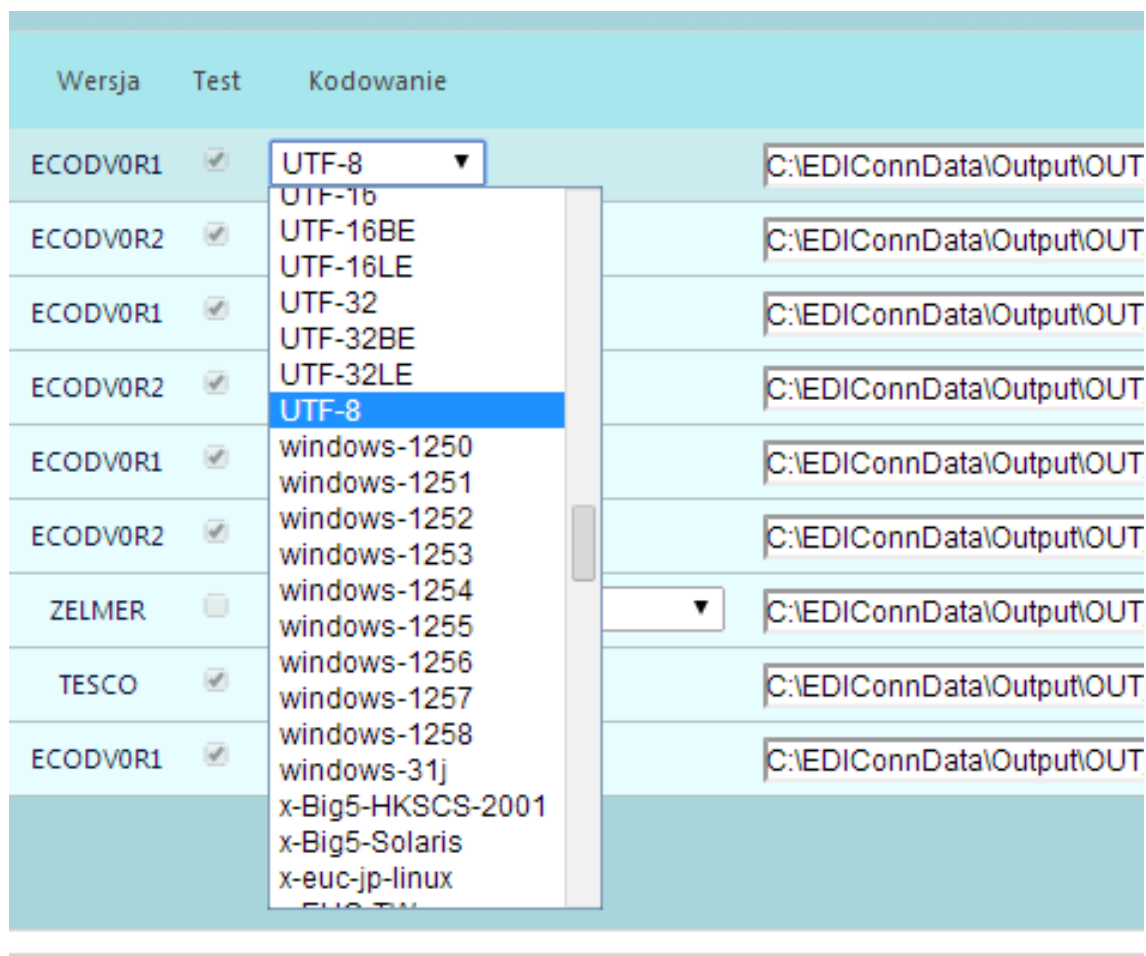 Wersja Test Kodowanie
ECODV0R1 UTF-8 C:\EDIConnData\Output\OUT
UTF-16
UTF-16BE
ECODV0R2 C:\EDIConnData\Output\OUT
UTF-16LE
UTF-32
ECODV0R1 C:\EDIConnData\Output\OUT
UTF-32BE
UTF-32LE
ECODV0R2 C:\EDIConnData\Output\OUT
UTF-8
windows-1250
ECODV0R1 C:\EDIConnData\Output\OUT
windows-1251
windows-1252
ECODV0R2 C:\EDIConnData\Output\OUT
windows-1253
windows-1254
ZELMER C:\EDIConnData\Output\OUT
windows-1255
windows-1256
TESCO C:\EDIConnData\Output\OUT
windows-1257
windows-1258
ECODV0R1 C:\EDIConnData\Output\OUT
windows-31j
x-Big5-HKSCS-2001
x-Big5-Solaris
x-euc-jp-linux